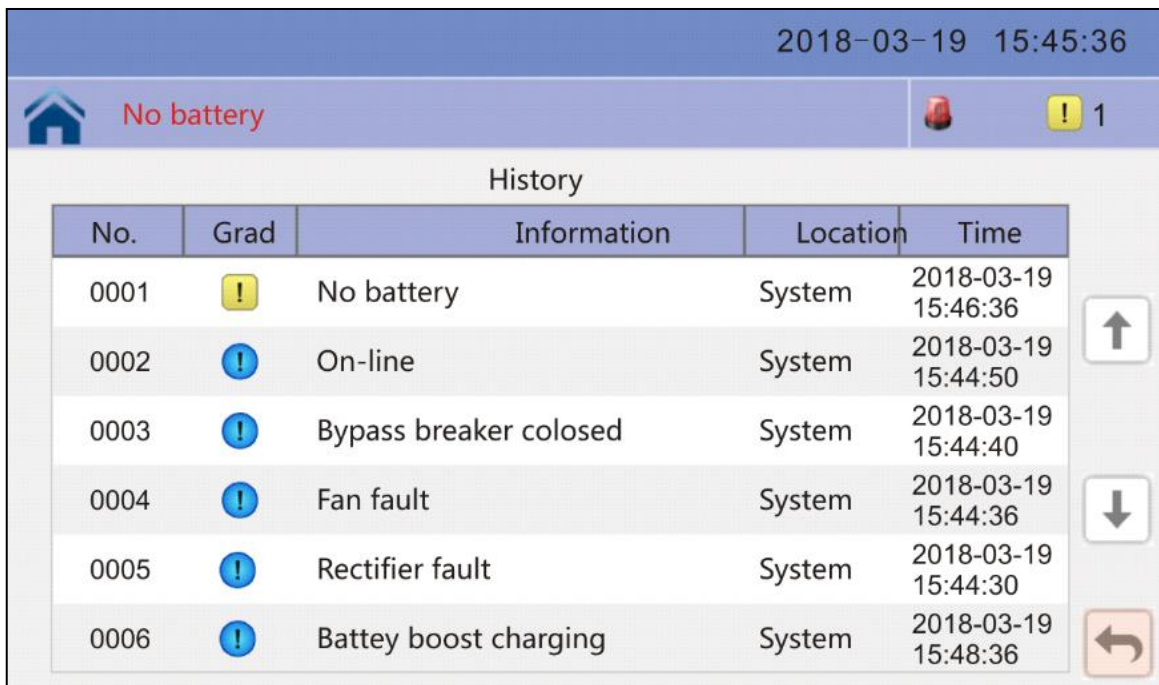 2018-03-19 15:45:36
No battery ! 1
History
No. Grad Information Location Time
0001 ! No battery System 2018-03-19 15:46:36
0002 ! On-line System 2018-03-19 15:44:50
0003 ! Bypass breaker colosed System 2018-03-19 15:44:40
0004 ! Fan fault System 2018-03-19 15:44:36
0005 ! Rectifier fault System 2018-03-19 15:44:30
0006 ! Battey boost charging System 2018-03-19 15:48:36